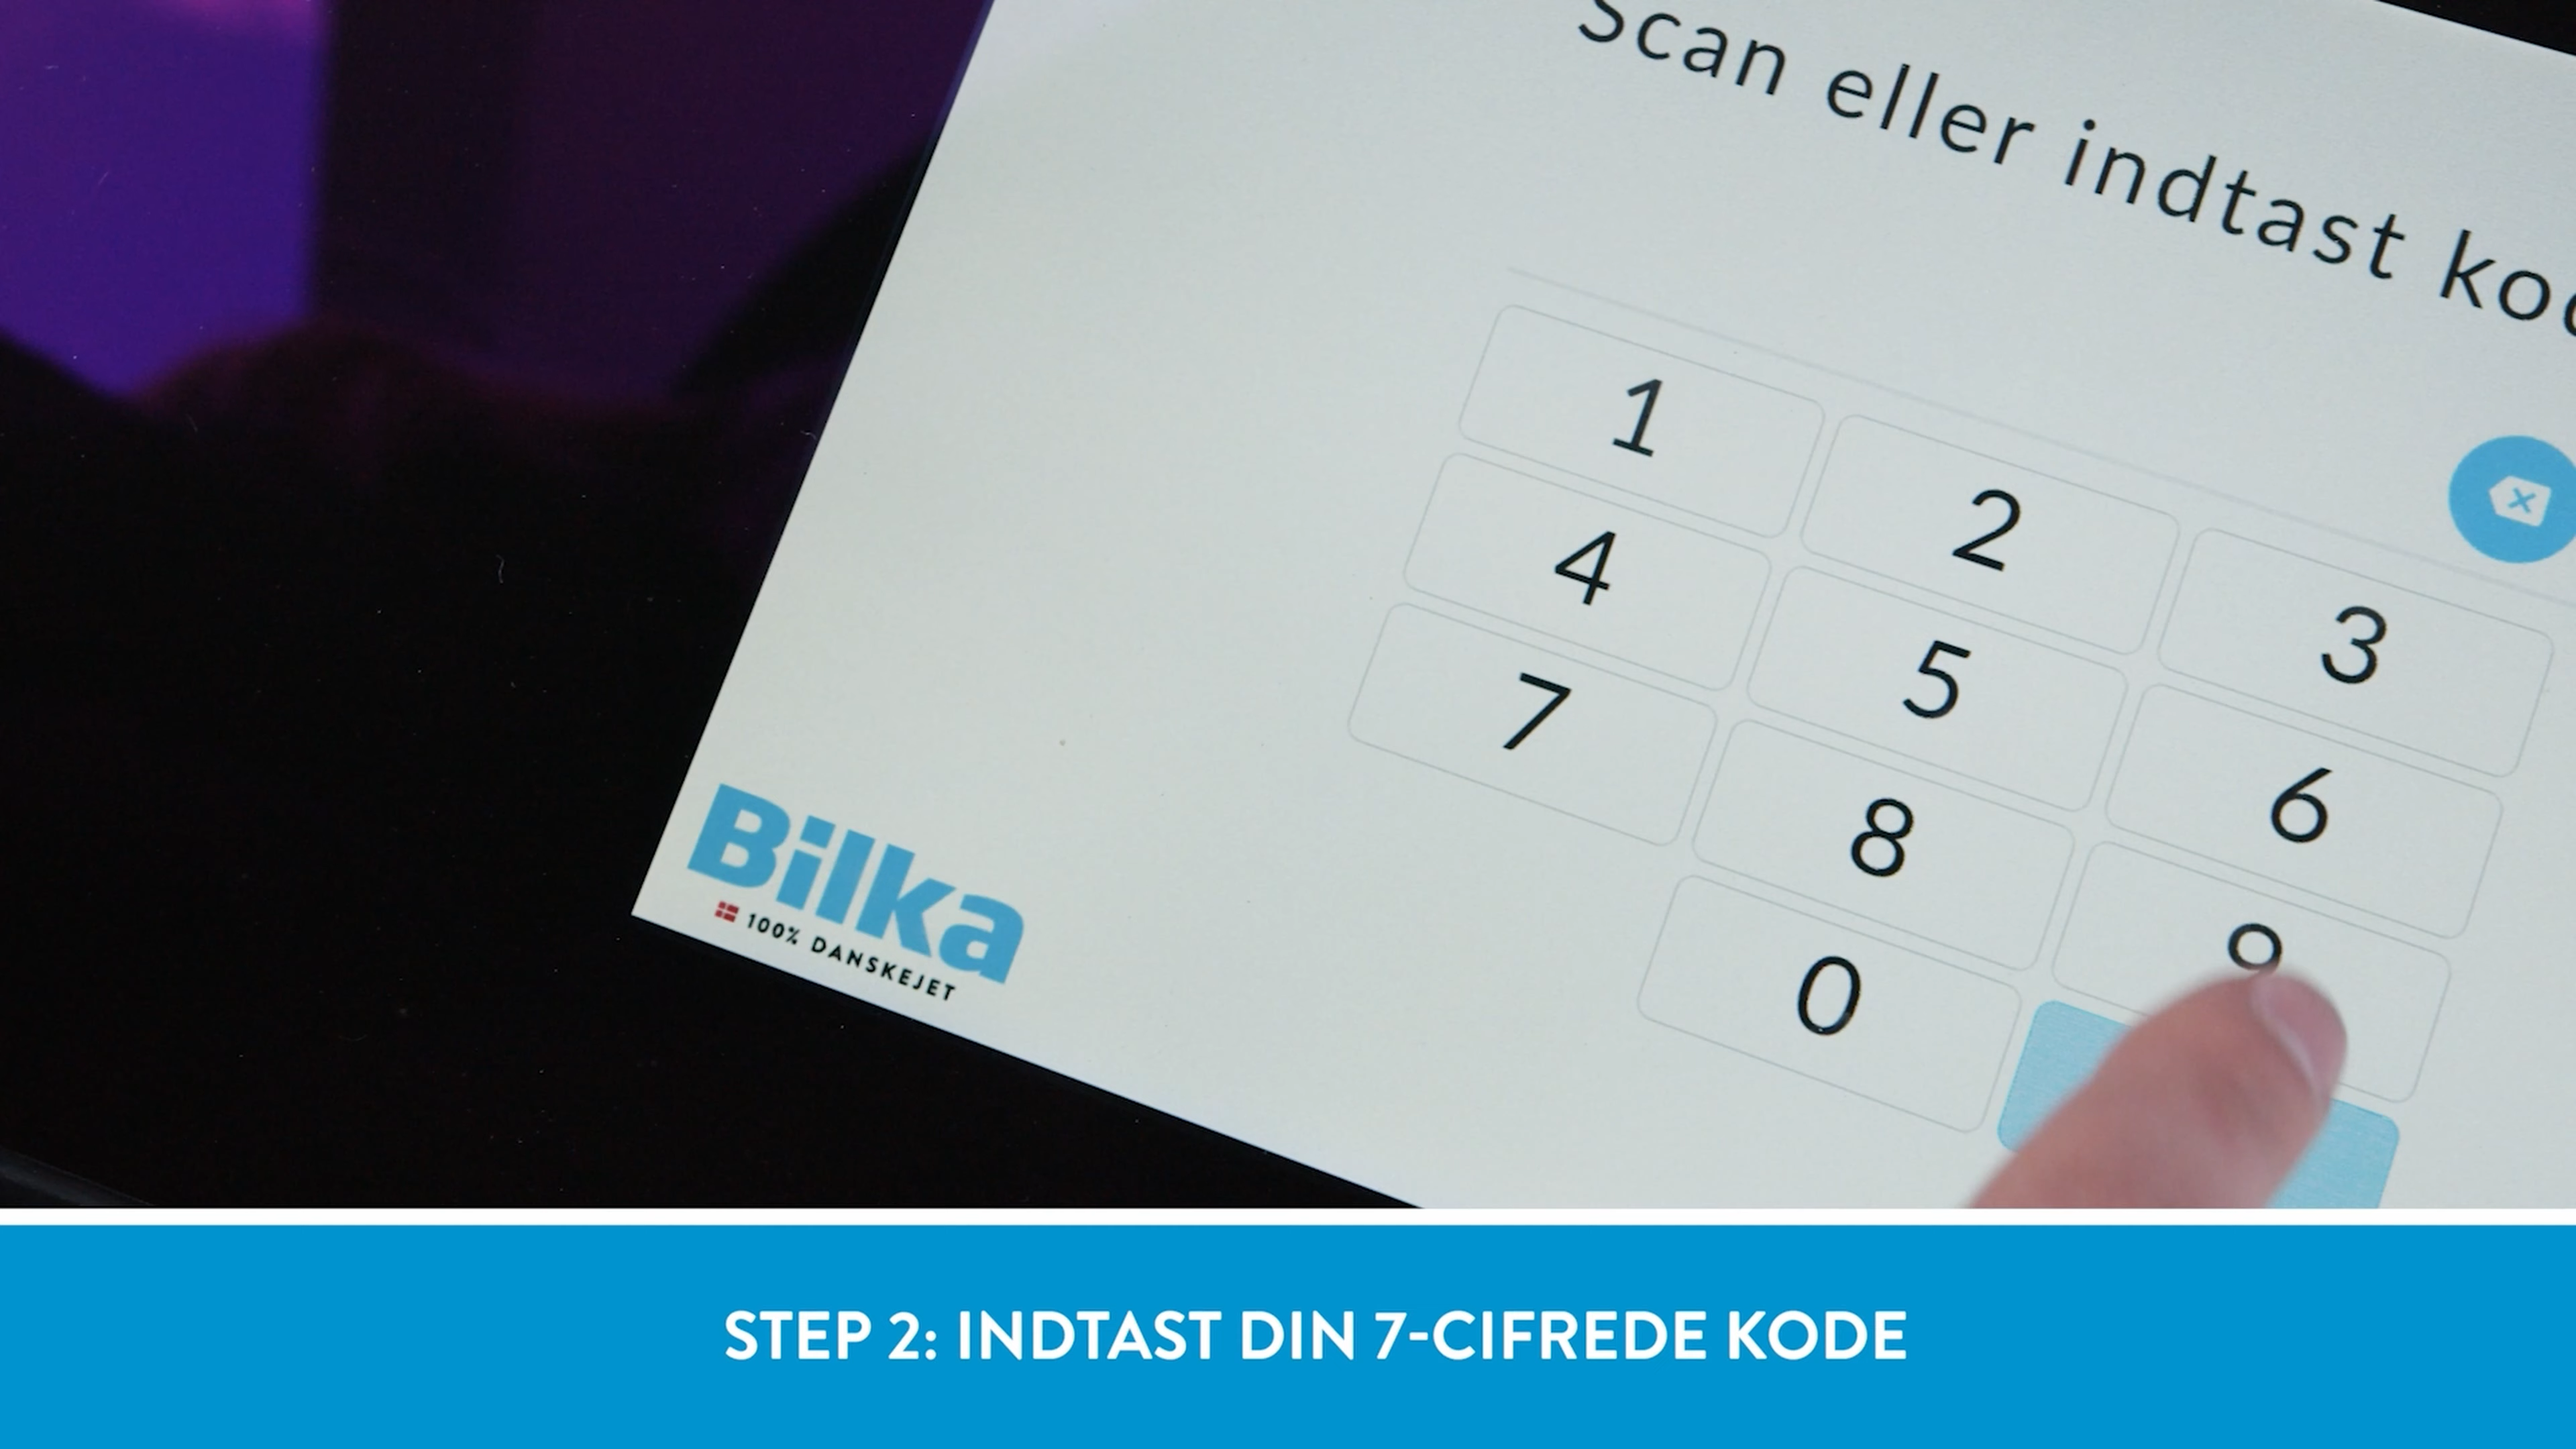 Scan eller indtast
1 2 3
4 5 6
7 8 9
0
Bilka
100% DANSKEJET
STEP 2: INDTAST DIN 7-CIFREDE KODE